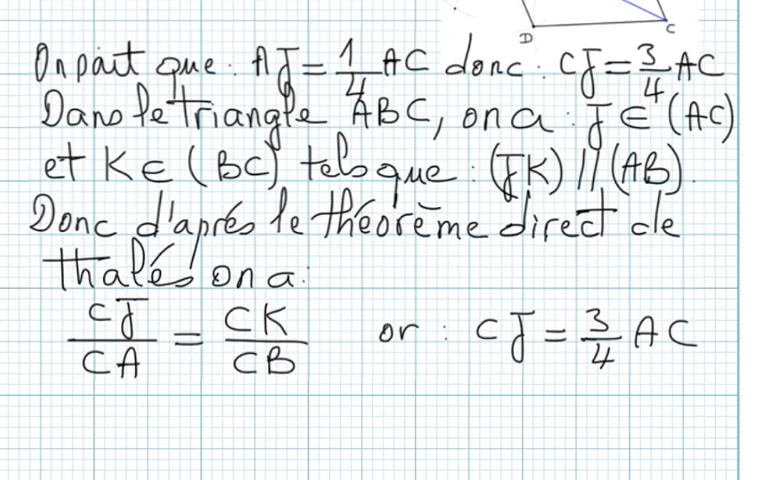 D
C
On sait que : AJ = 1/4 AC donc : CJ = 3/4 AC
Dans le triangle ABC, on a : J ∈ (AC)
et K ∈ (BC) tels que : (JK) // (AB).
Donc d'aprés le théorème direct de
thalés on a :
CJ/CA = CK/CB or : CJ = 3/4 AC